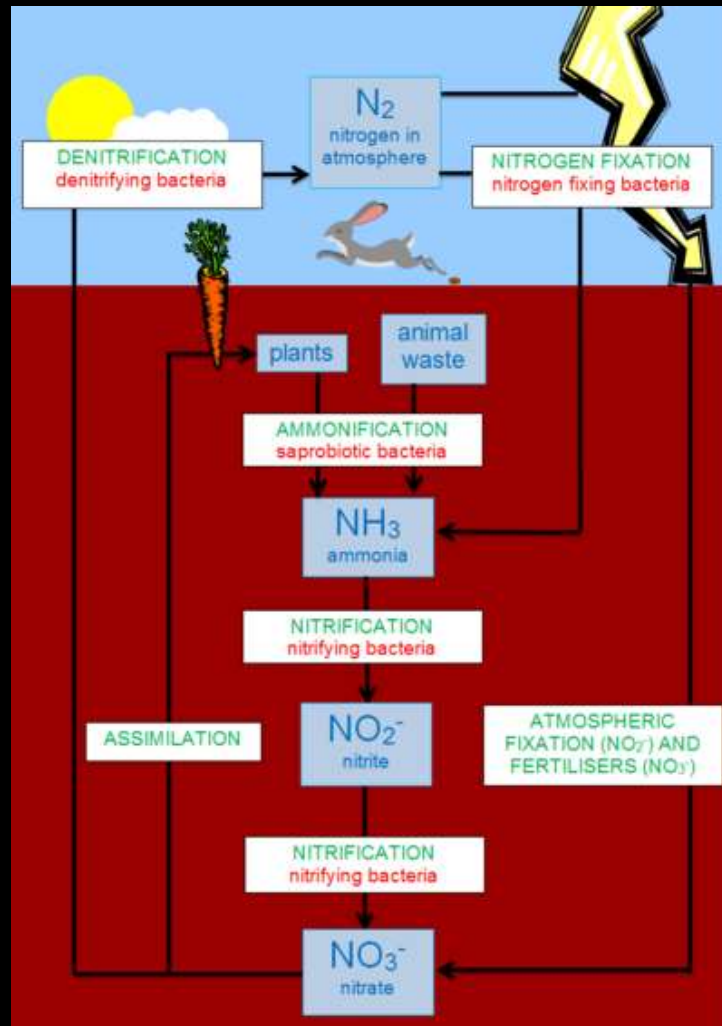 N₂
nitrogen in
atmosphere
DENITRIFICATION
denitrifying bacteria
NITROGEN FIXATION
nitrogen fixing bacteria
plants
animal
waste
AMMONIFICATION
saprobiotic bacteria
NH₃
ammonia
NITRIFICATION
nitrifying bacteria
ASSIMILATION
NO₂⁻
nitrite
ATMOSPHERIC
FIXATION (NO₂⁻) AND
FERTILISERS (NO₃⁻)
NITRIFICATION
nitrifying bacteria
NO₃⁻
nitrate